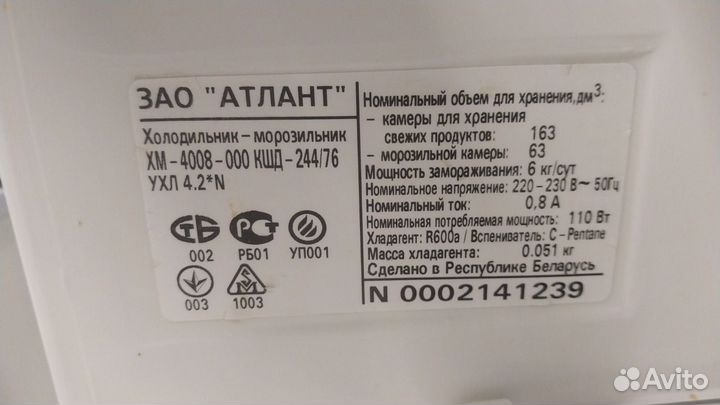 ЗАО "АТЛАНТ"
Холодильник – морозильник
ХМ – 4008 – 000 КШД – 244/76
УХЛ 4.2*N
СТБ
РСТ
002
РБ01
УП001
003
1003
Номинальный объем для хранения,дм³:
– камеры для хранения
свежих продуктов: 163
– морозильной камеры: 63
Мощность замораживания: 6 кг/сут
Номинальное напряжение: 220 – 230 В~ 50Гц
Номинальный ток: 0,8 А
Номинальная потребляемая мощность: 110 Вт
Хладагент: R600a / Вспениватель: C – Pentane
Масса хладагента: 0.051 кг
Сделано в Республике Беларусь
N 0002141239
Avito